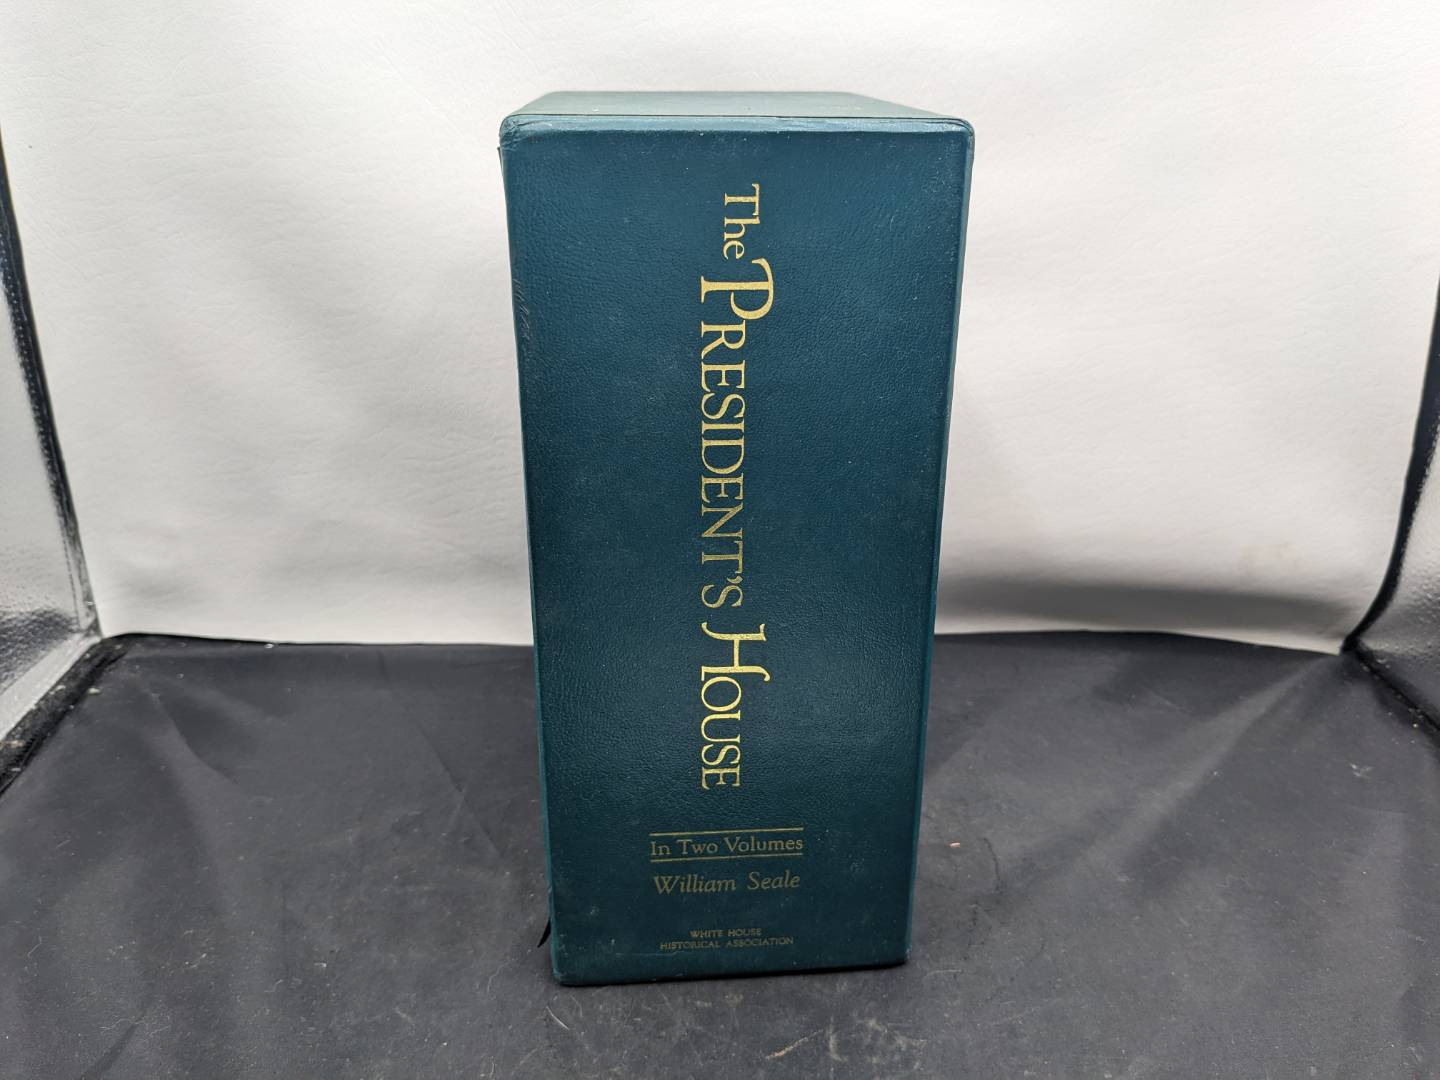 The PRESIDENT'S HOUSE
In Two Volumes
William Seale
WHITE HOUSE
HISTORICAL ASSOCIATION